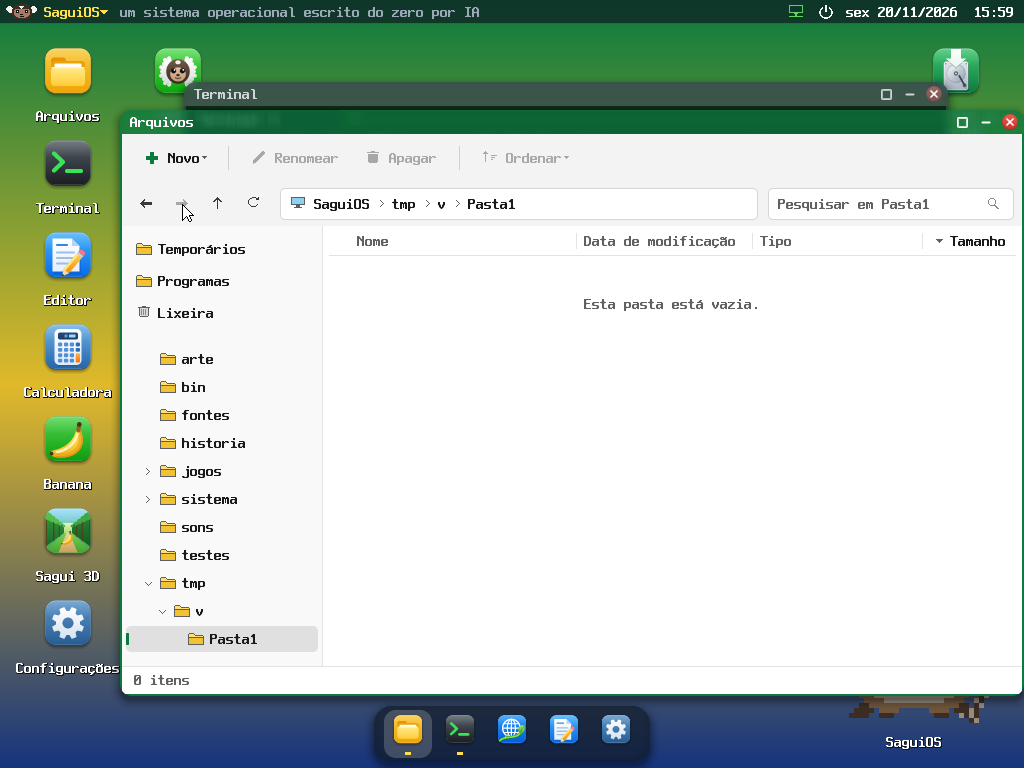 SaguiOS um sistema operacional escrito do zero por IA sex 20/11/2026 15:59
Arquivos
Terminal
Editor
Calculadora
Banana
Sagui 3D
Configurações
Terminal
Arquivos
Novo Renomear Apagar Ordenar
SaguiOS tmp v Pasta1 Pesquisar em Pasta1
Temporários
Programas
Lixeira
arte
bin
fontes
historia
jogos
sistema
sons
testes
tmp
v
Pasta1
Nome Data de modificação Tipo Tamanho
Esta pasta está vazia.
0 itens
SaguiOS